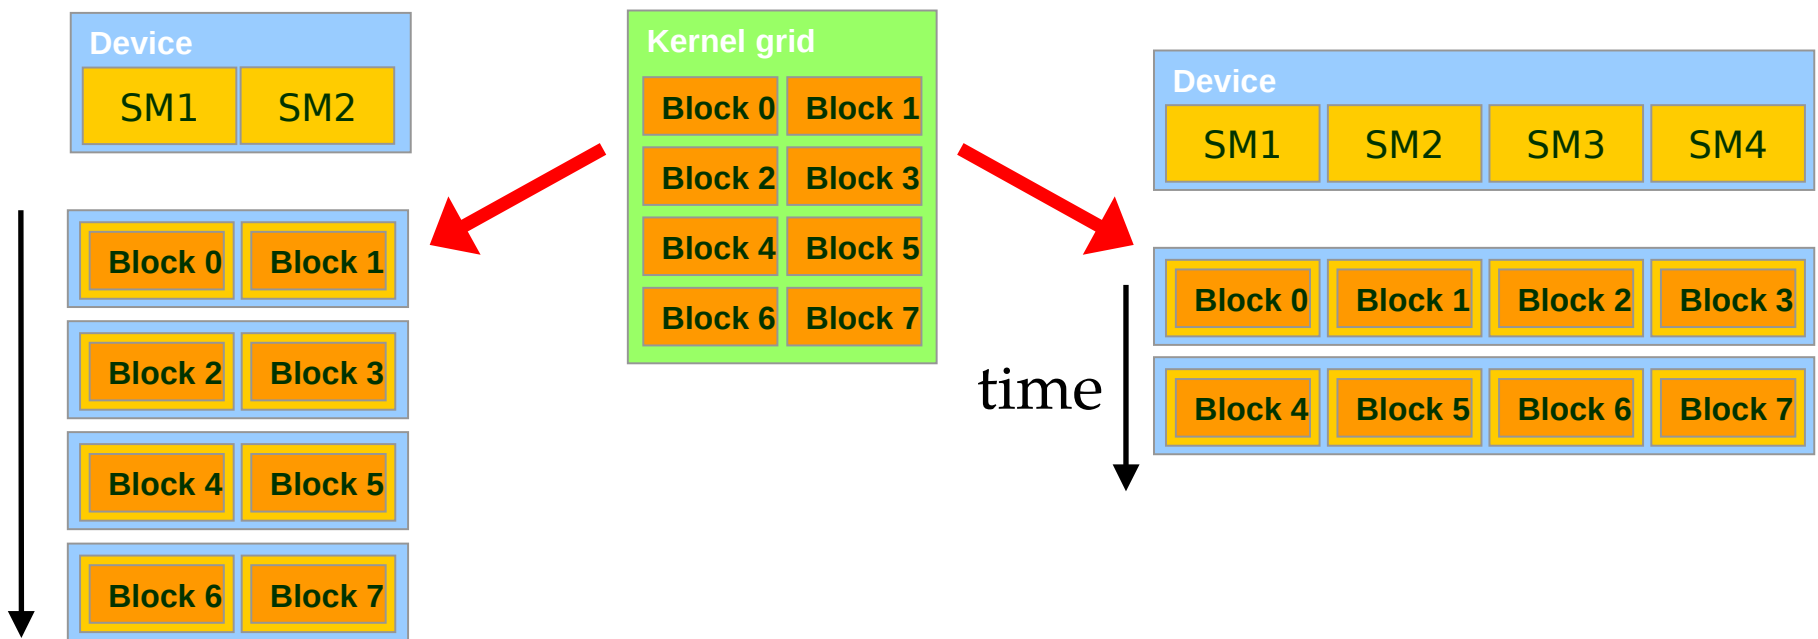 Device
SM1 SM2
Block 0 Block 1
Block 2 Block 3
Block 4 Block 5
Block 6 Block 7
Kernel grid
Block 0 Block 1
Block 2 Block 3
Block 4 Block 5
Block 6 Block 7
Device
SM1 SM2 SM3 SM4
Block 0 Block 1 Block 2 Block 3
time
Block 4 Block 5 Block 6 Block 7